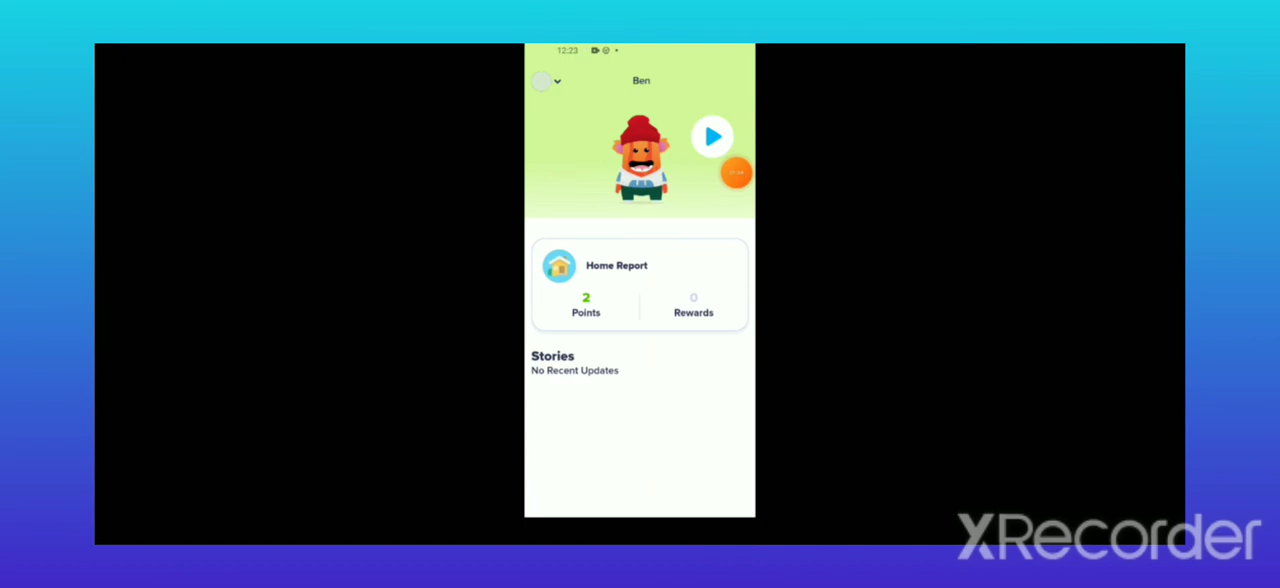 12:23
Ben
Home Report
2
0
Points
Rewards
Stories
No Recent Updates
XRecorder